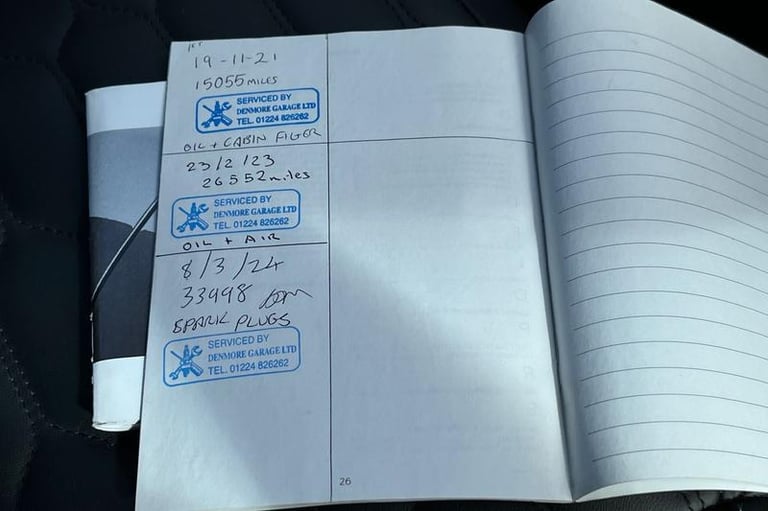 1ST
19-11-21
15055 MILES
SERVICED BY
DENMORE GARAGE LTD
TEL. 01224 826262
OIL + CABIN FILTER
23/2/23
26552 miles
SERVICED BY
DENMORE GARAGE LTD
TEL. 01224 826262
OIL + AIR
8/3/24
33998
SPARK PLUGS
SERVICED BY
DENMORE GARAGE LTD
TEL. 01224 826262
26